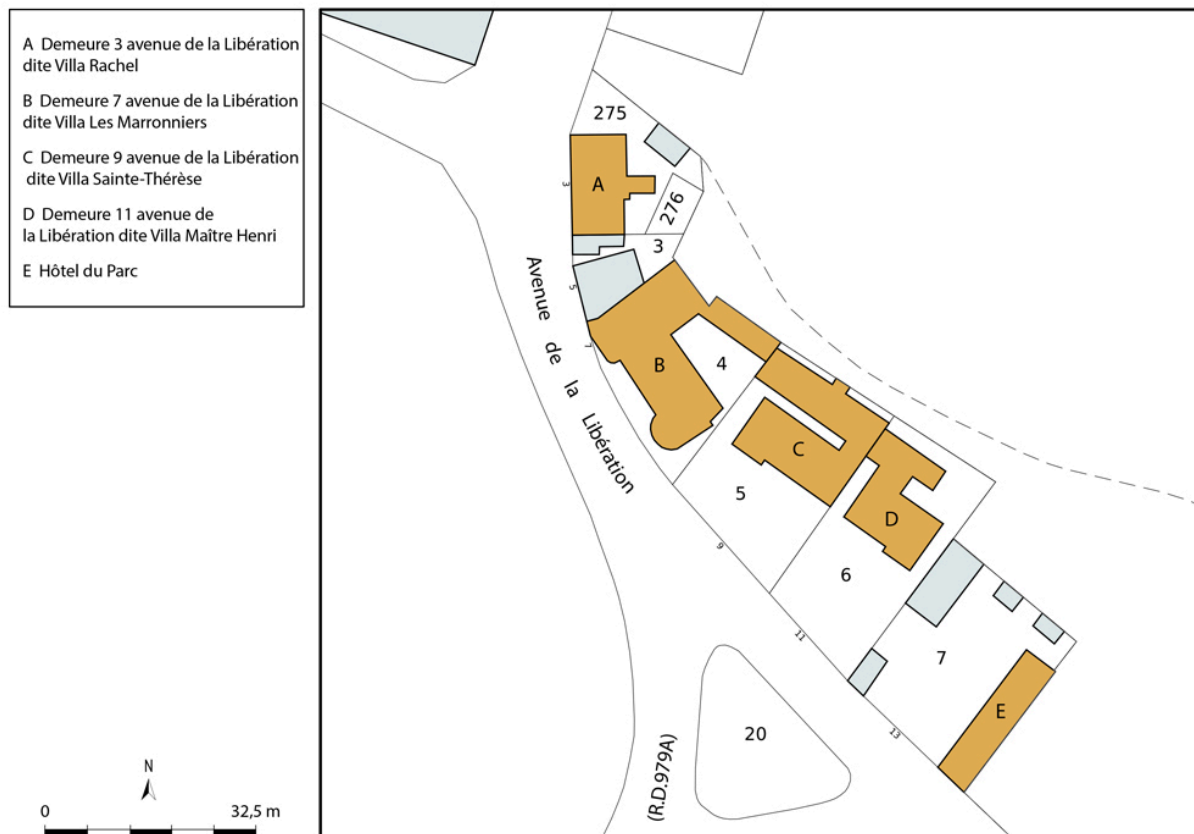 A Demeure 3 avenue de la Libération
dite Villa Rachel
B Demeure 7 avenue de la Libération
dite Villa Les Marronniers
C Demeure 9 avenue de la Libération
dite Villa Sainte-Thérèse
D Demeure 11 avenue de
la Libération dite Villa Maître Henri
E Hôtel du Parc
275
A
3
276
3
5
Avenue de la Libération
7
B
4
C
5
D
9
6
11
7
E
13
20
(R.D.979A)
N
0
32,5 m